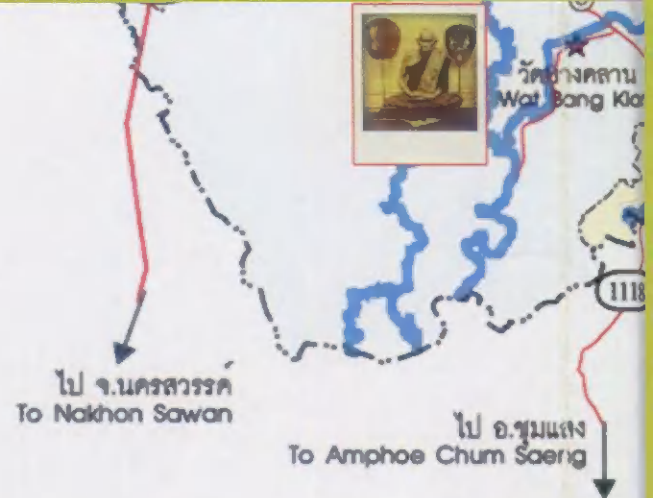 วัดบางคลาน
Wat Bang Klan
1118
ไป จ.นครสวรรค์
To Nakhon Sawan
ไป อ.ชุมแสง
To Amphoe Chum Saeng